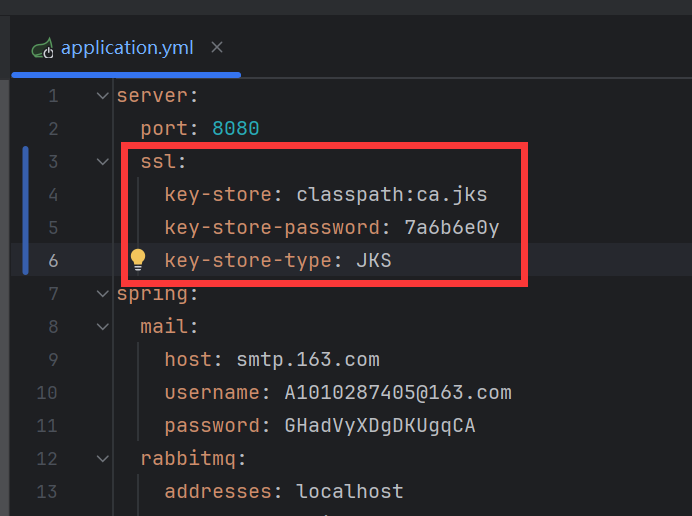 application.yml
1 server:
2 port: 8080
3 ssl:
4 key-store: classpath:ca.jks
5 key-store-password: 7a6b6e0y
6 key-store-type: JKS
7 spring:
8 mail:
9 host: smtp.163.com
10 username: A1010287405@163.com
11 password: GHadVyXDgDKUgqCA
12 rabbitmq:
13 addresses: localhost